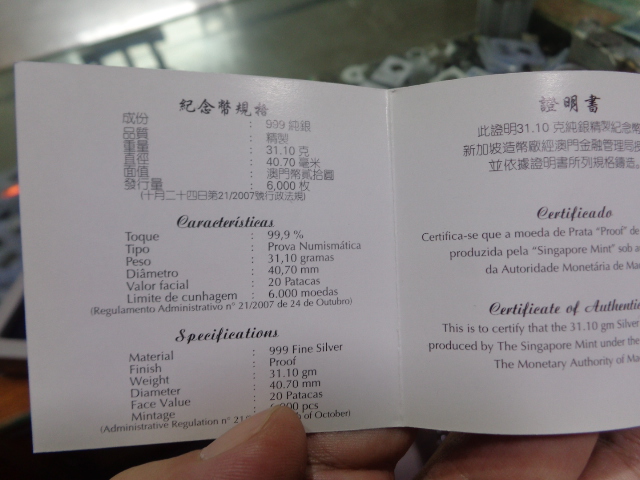 紀念幣規格
成份 : 999 純銀
品質 : 精製
重量 : 31.10 克
直徑 : 40.70 毫米
面值 : 澳門幣貳拾圓
發行量 : 6,000 枚
(十月二十四日第21/2007號行政法規)
Características
Toque : 99,9 %
Tipo : Prova Numismática
Peso : 31,10 gramas
Diâmetro : 40,70 mm
Valor facial : 20 Patacas
Limite de cunhagem : 6.000 moedas
(Regulamento Administrativo n° 21/2007 de 24 de Outubro)
Specifications
Material : 999 Fine Silver
Finish : Proof
Weight : 31.10 gm
Diameter : 40.70 mm
Face Value : 20 Patacas
Mintage : pcs
(Administrative Regulation n° 21/ of October)
證明書
此證明31.10 克純銀精製紀念幣
新加坡造幣廠經澳門金融管理局
並依據證明書所列規格鑄造。
Certificado
Certifica-se que a moeda de Prata “Proof” de
produzida pela “Singapore Mint” sob a
da Autoridade Monetária de Ma
Certificate of Authentic
This is to certify that the 31.10 gm Silver
produced by The Singapore Mint under the
The Monetary Authority of Ma